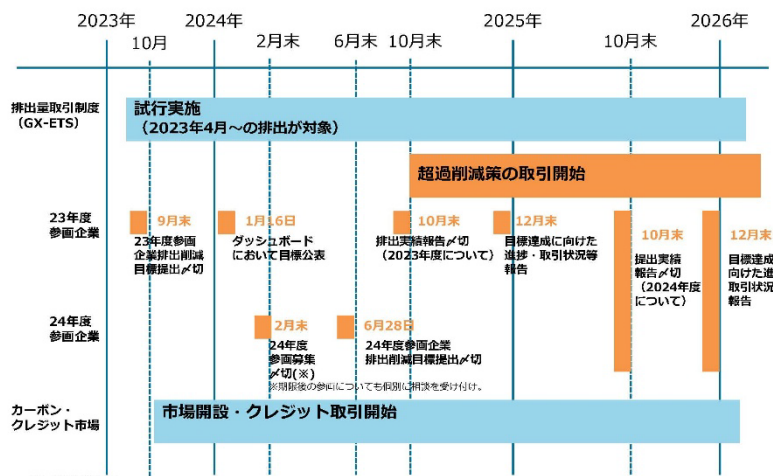 2023年
2024年
2025年
2026年
10月
2月末
6月末
10月末
10月末
排出量取引制度
（GX-ETS）
試行実施
（2023年4月～の排出が対象）
超過削減策の取引開始
23年度
参画企業
9月末
23年度参画
企業排出削減
目標提出〆切
1月16日
ダッシュボード
において目標公表
10月末
排出実績報告〆切
（2023年度について）
12月末
目標達成に向けた
進捗・取引状況等
報告
10月末
提出実績
報告〆切
（2024年度
について）
12月末
目標達成
向けた進
取引状況
報告
24年度
参画企業
2月末
24年度
参画募集
〆切(※)
6月28日
24年度参画企業
排出削減目標提出〆切
※期限後の参画についても個別に相談を受け付け。
カーボン・
クレジット市場
市場開設・クレジット取引開始